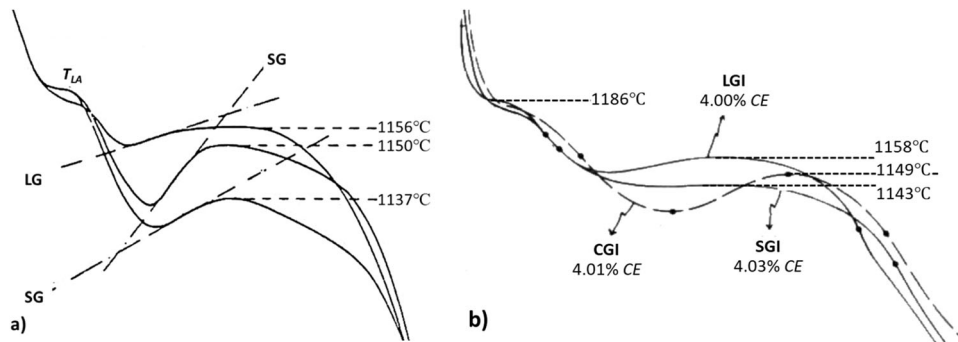 SG
T_LA
1156°C
1150°C
LG
1137°C
SG
a)
LGI
4.00% CE
1186°C
1158°C
1149°C
1143°C
CGI
4.01% CE
SGI
4.03% CE
b)